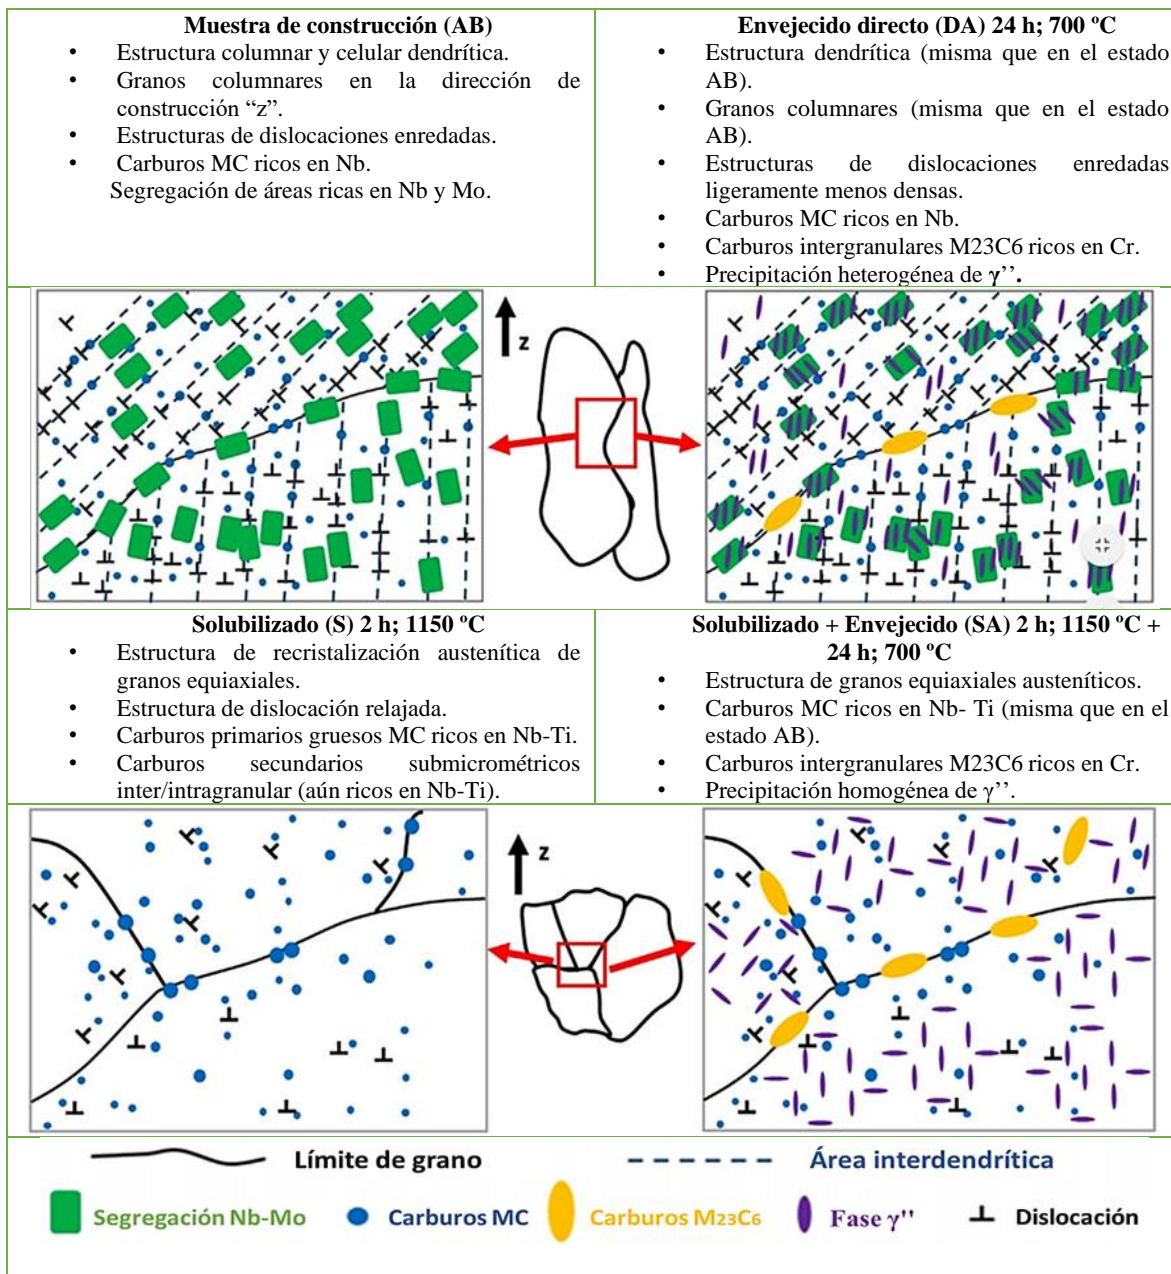 Muestra de construcción (AB)
• Estructura columnar y celular dendrítica.
• Granos columnares en la dirección de
construcción “z”.
• Estructuras de dislocaciones enredadas.
• Carburos MC ricos en Nb.
Segregación de áreas ricas en Nb y Mo.
Envejecido directo (DA) 24 h; 700 ºC
• Estructura dendrítica (misma que en el estado
AB).
• Granos columnares (misma que en el estado
AB).
• Estructuras de dislocaciones enredadas
ligeramente menos densas.
• Carburos MC ricos en Nb.
• Carburos intergranulares M23C6 ricos en Cr.
• Precipitación heterogénea de γ’’.
z
Solubilizado (S) 2 h; 1150 ºC
• Estructura de recristalización austenítica de
granos equiaxiales.
• Estructura de dislocación relajada.
• Carburos primarios gruesos MC ricos en Nb-Ti.
• Carburos secundarios submicrométricos
inter/intragranular (aún ricos en Nb-Ti).
Solubilizado + Envejecido (SA) 2 h; 1150 ºC +
24 h; 700 ºC
• Estructura de granos equiaxiales austeníticos.
• Carburos MC ricos en Nb- Ti (misma que en el
estado AB).
• Carburos intergranulares M23C6 ricos en Cr.
• Precipitación homogénea de γ’’.
z
Límite de grano
Área interdendrítica
Segregación Nb-Mo
Carburos MC
Carburos M23C6
Fase γ"
Dislocación